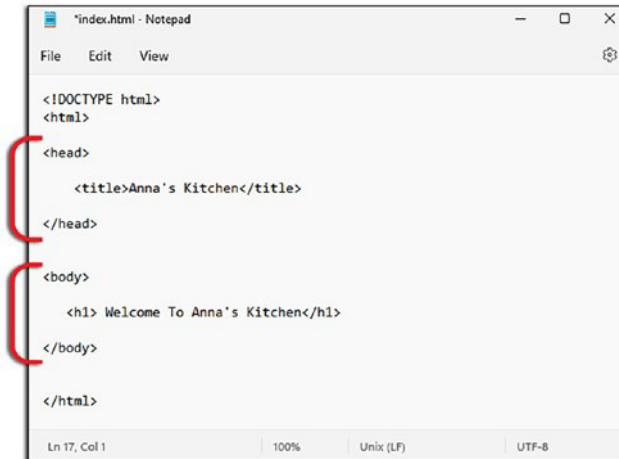 *index.html - Notepad
File Edit View
<!DOCTYPE html>
<html>
<head>
<title>Anna's Kitchen</title>
</head>
<body>
<h1> Welcome To Anna's Kitchen</h1>
</body>
</html>
Ln 17, Col 1 100% Unix (LF) UTF-8